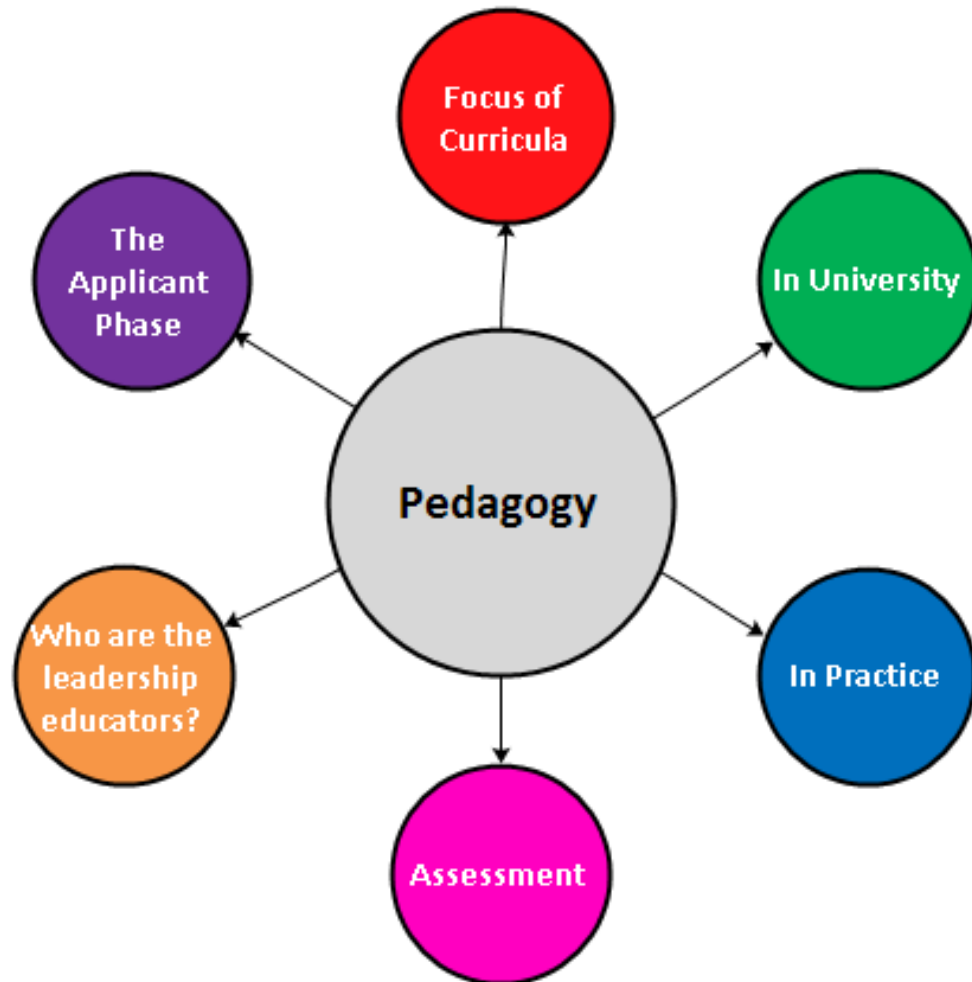 Focus of
Curricula
The
Applicant
Phase
In University
Pedagogy
Who are the
leadership
educators?
In Practice
Assessment